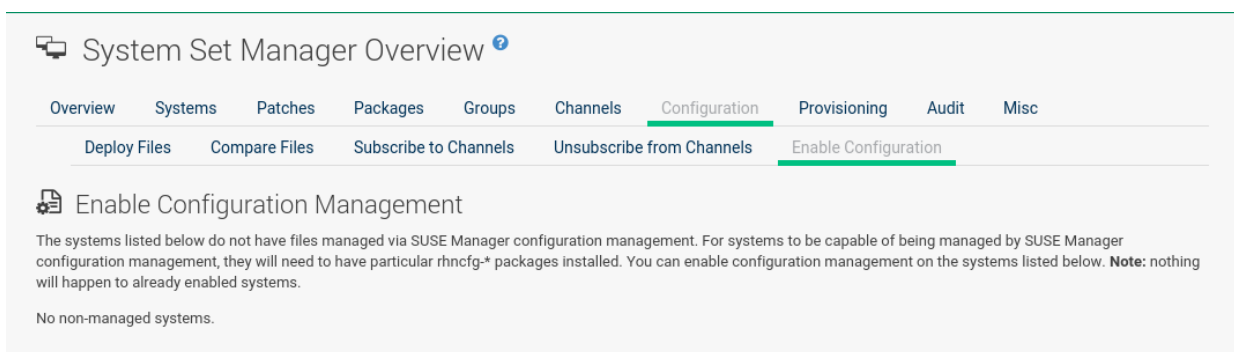 System Set Manager Overview ?
Overview Systems Patches Packages Groups Channels Configuration Provisioning Audit Misc
Deploy Files Compare Files Subscribe to Channels Unsubscribe from Channels Enable Configuration
Enable Configuration Management
The systems listed below do not have files managed via SUSE Manager configuration management. For systems to be capable of being managed by SUSE Manager
configuration management, they will need to have particular rhncfg-* packages installed. You can enable configuration management on the systems listed below. Note: nothing
will happen to already enabled systems.
No non-managed systems.